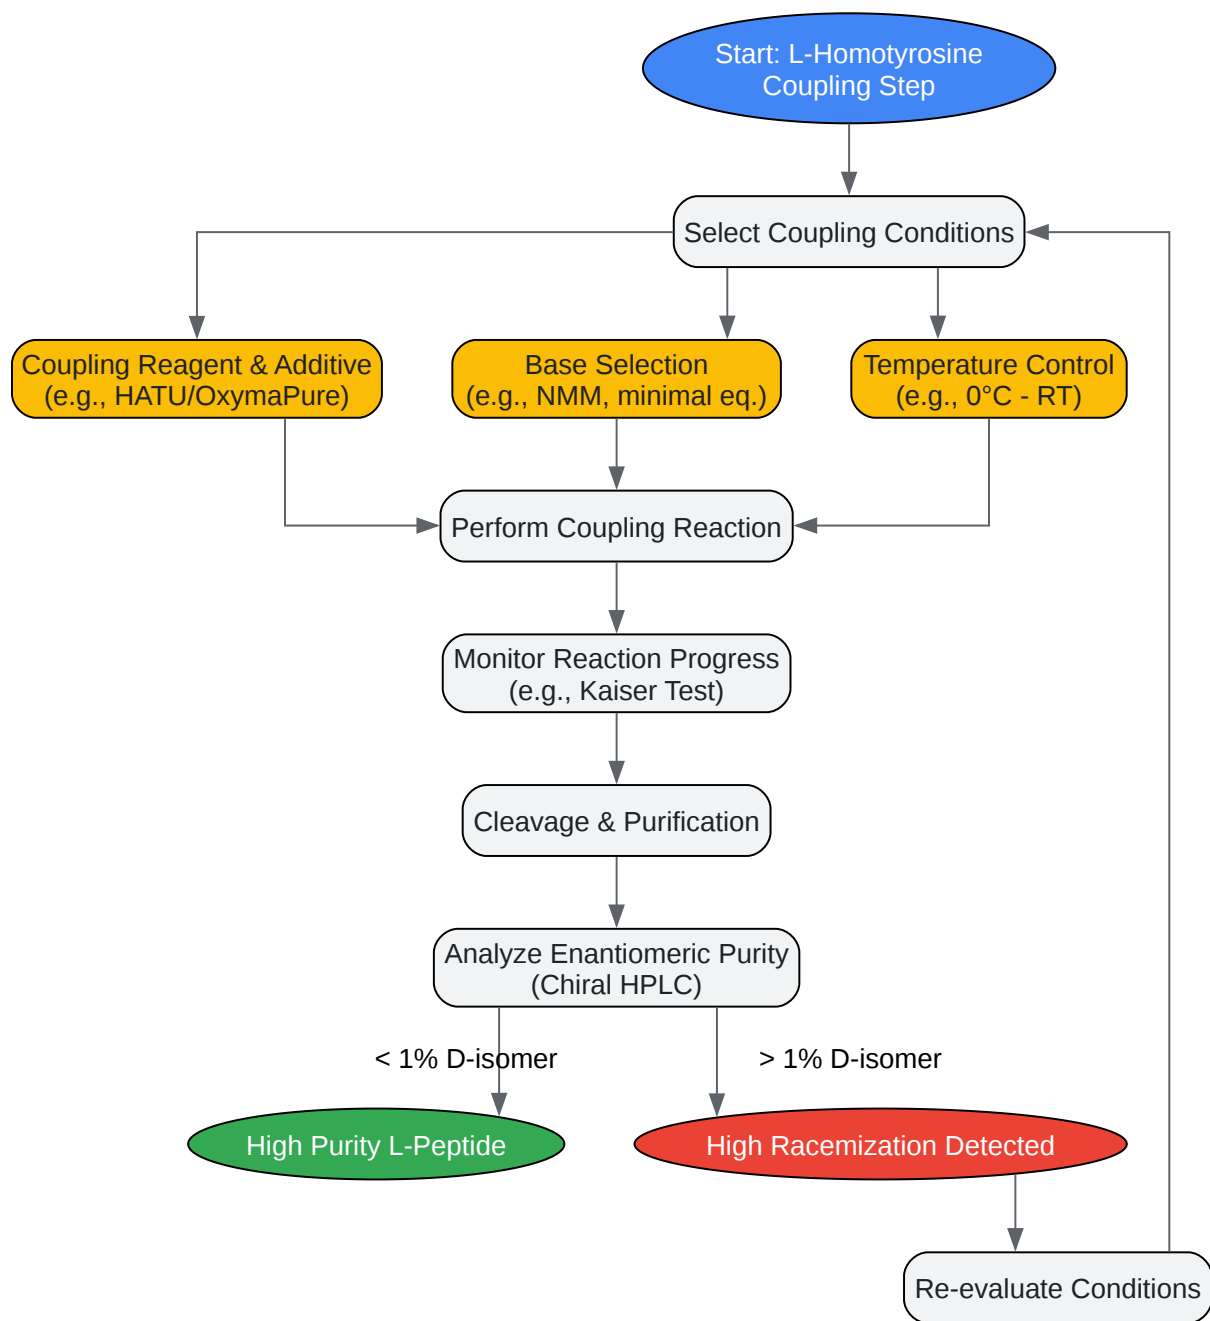 Start: L-Homotyrosine
Coupling Step
Select Coupling Conditions
Coupling Reagent & Additive
(e.g., HATU/OxymaPure)
Base Selection
(e.g., NMM, minimal eq.)
Temperature Control
(e.g., 0°C - RT)
Perform Coupling Reaction
Monitor Reaction Progress
(e.g., Kaiser Test)
Cleavage & Purification
Analyze Enantiomeric Purity
(Chiral HPLC)
< 1% D-isomer
> 1% D-isomer
High Purity L-Peptide
High Racemization Detected
Re-evaluate Conditions